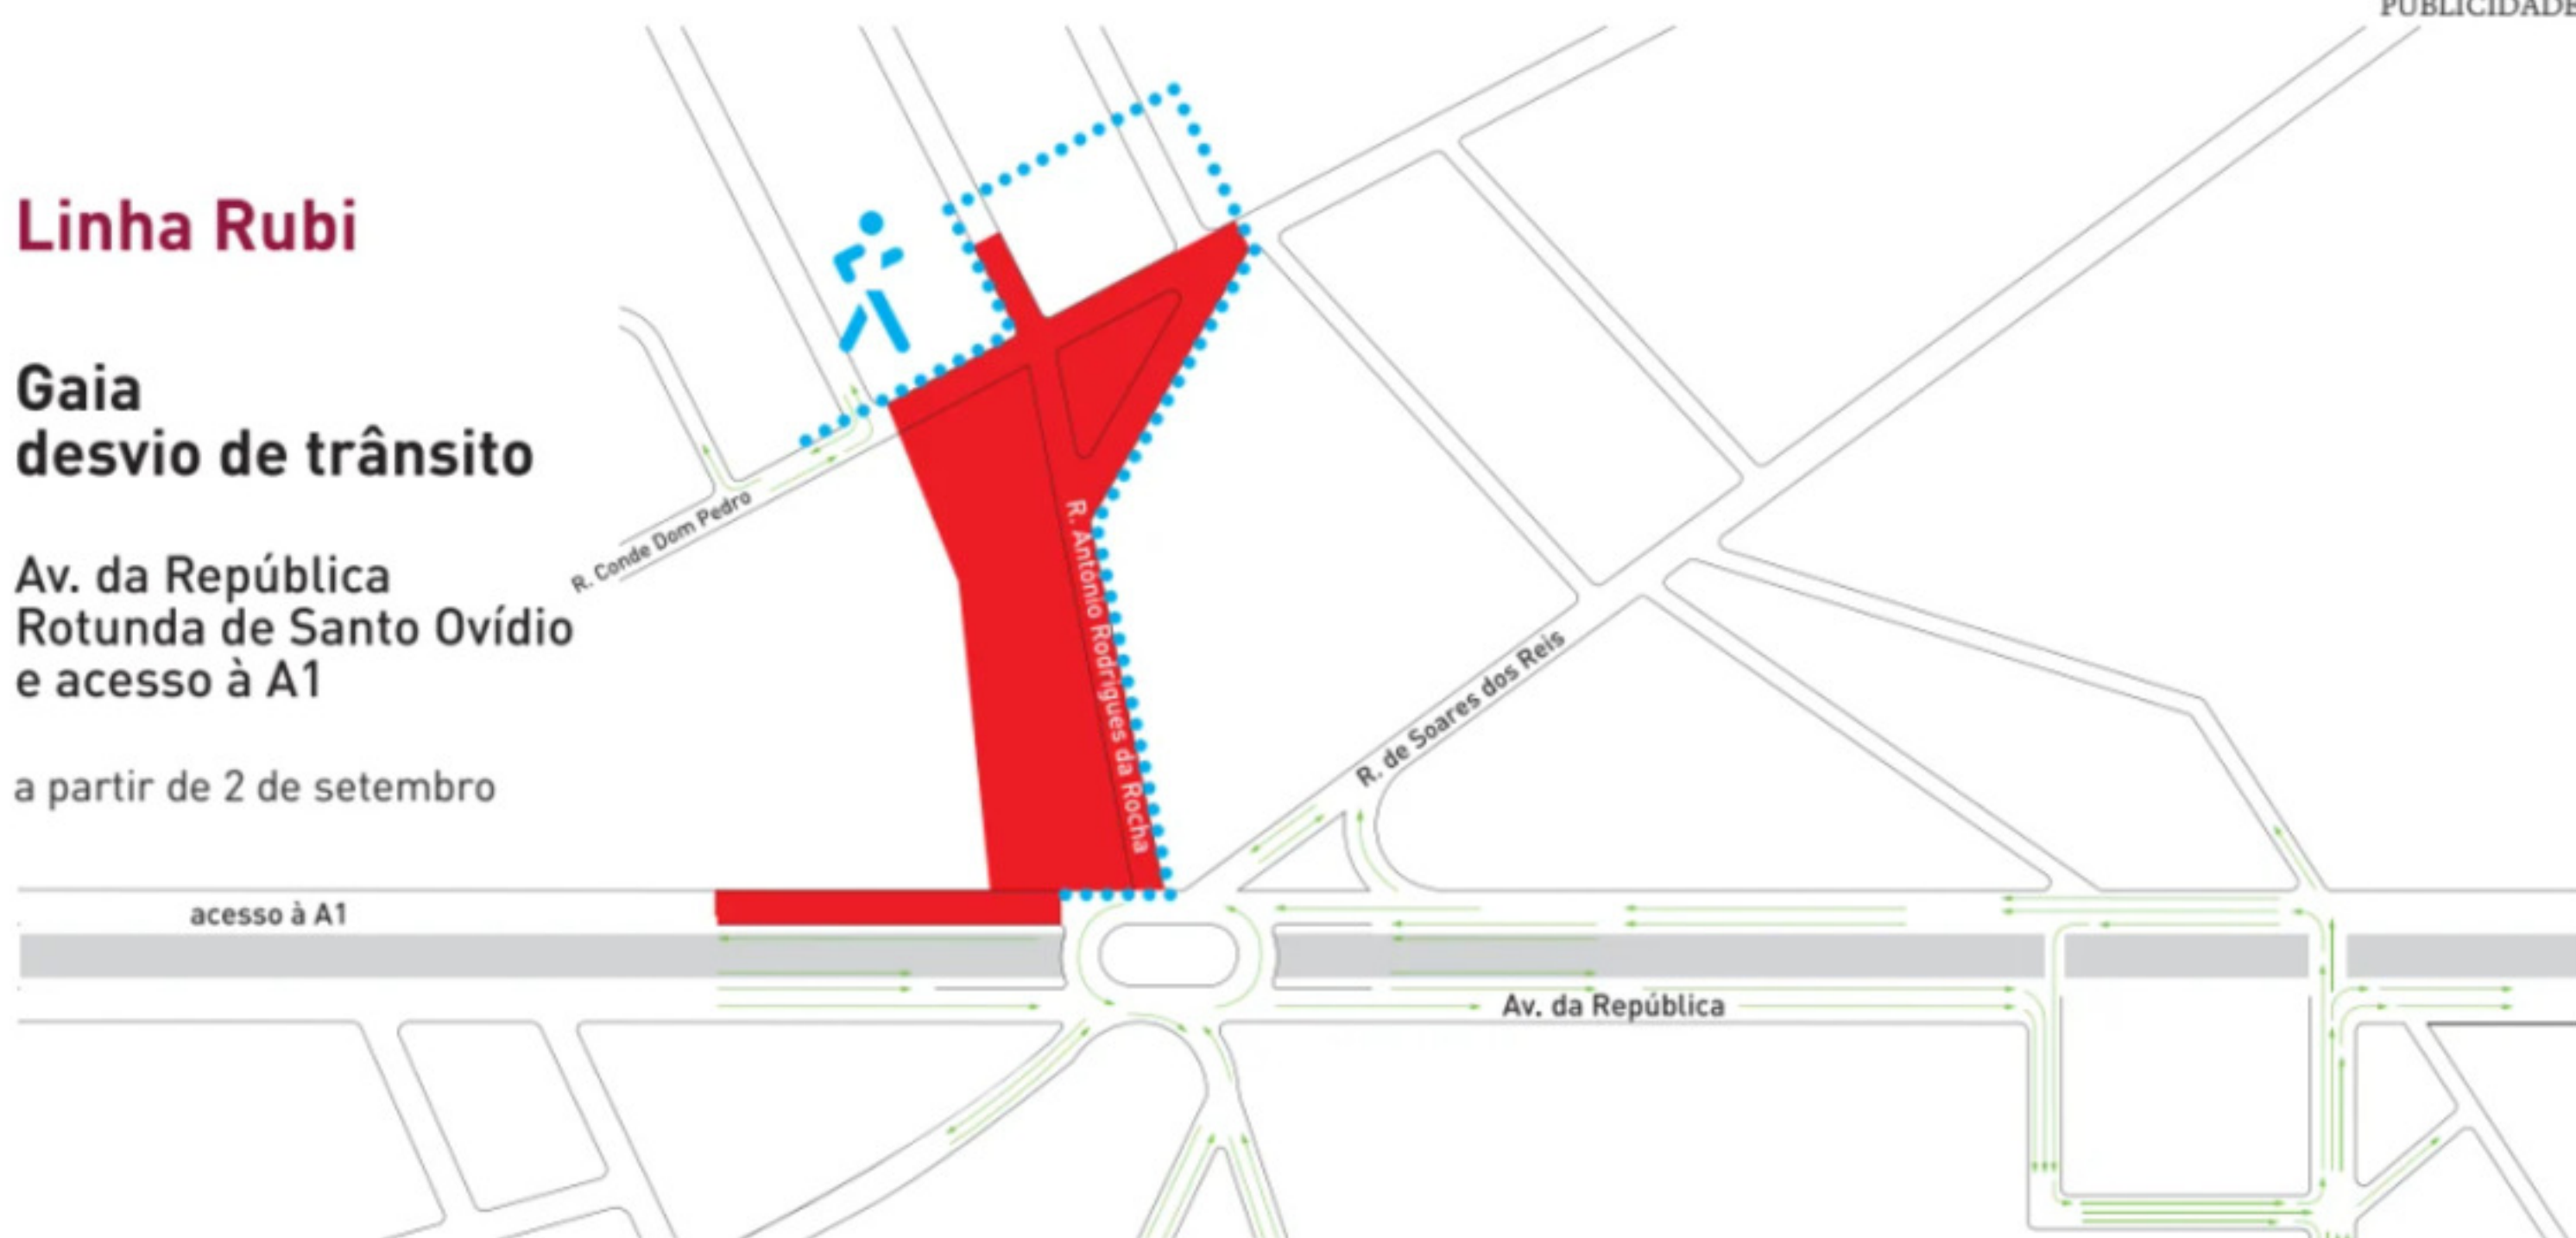 PUBLICIDADE
Linha Rubi
Gaia
desvio de trânsito
Av. da República
Rotunda de Santo Ovídio
e acesso à A1
a partir de 2 de setembro
R. Conde Dom Pedro
R. António Rodrigues da Rocha
R. de Soares dos Reis
acesso à A1
Av. da República